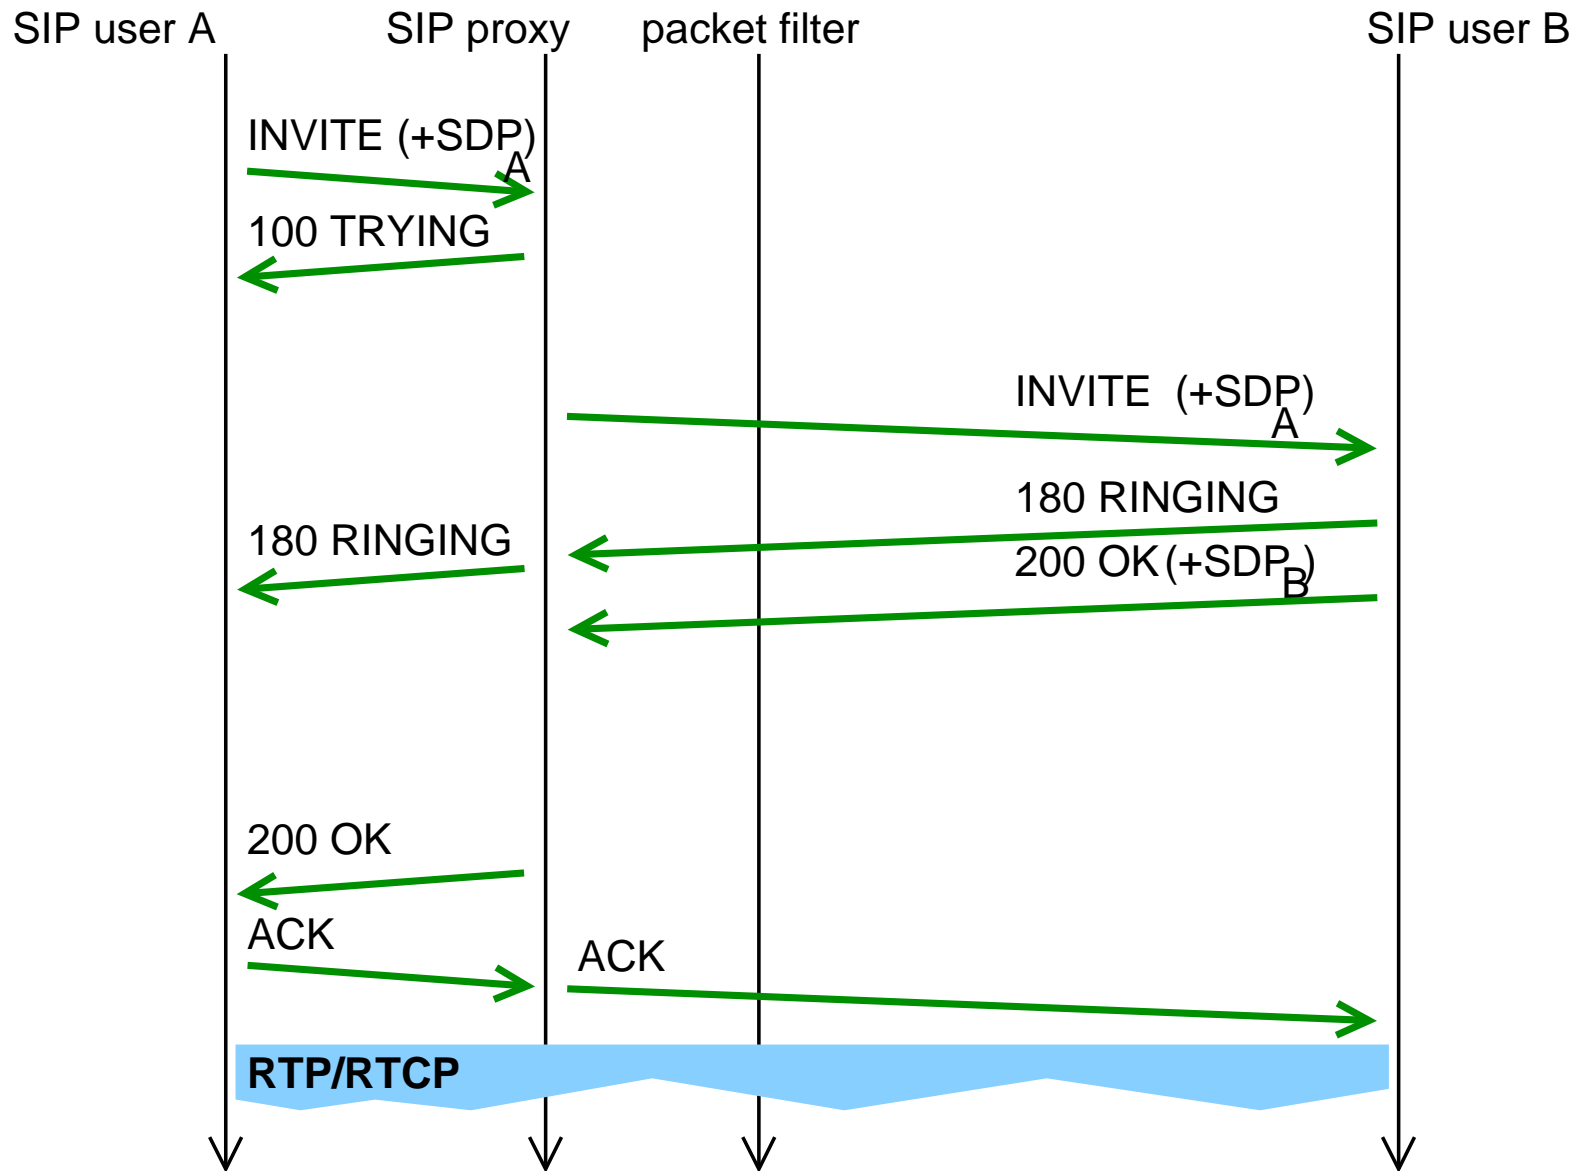 SIP user A SIP proxy packet filter SIP user B
INVITE (+SDP A)
100 TRYING
INVITE (+SDP A)
180 RINGING
180 RINGING
200 OK (+SDP B)
200 OK
ACK
ACK
RTP/RTCP